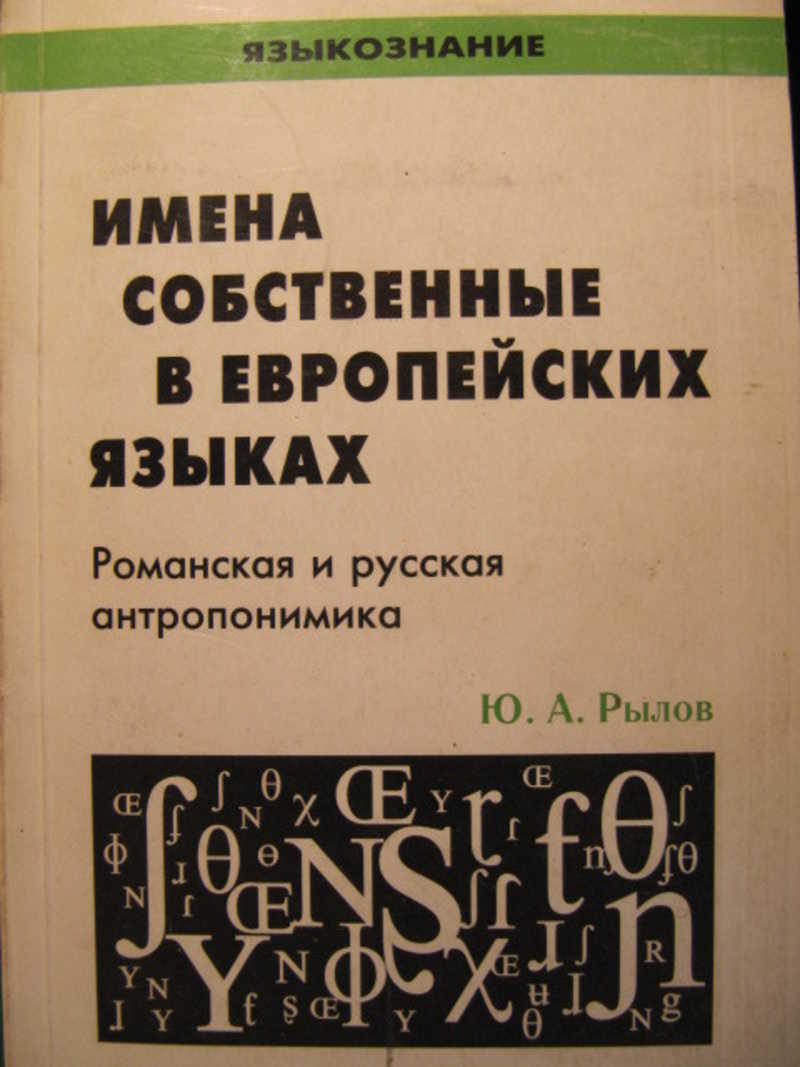 ЯЗЫКОЗНАНИЕ
ИМЕНА
СОБСТВЕННЫЕ
В ЕВРОПЕЙСКИХ
ЯЗЫКАХ
Романская и русская
антропонимика
Ю. А. Рылов